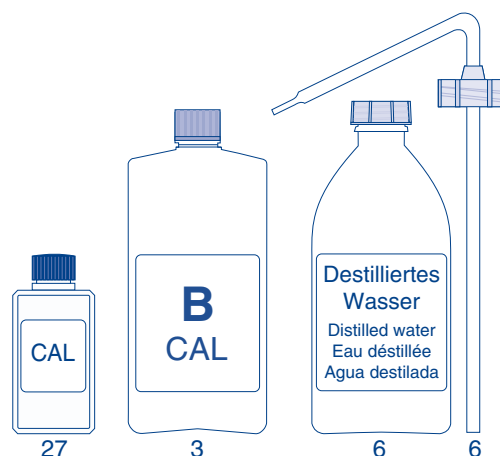 CAL
B
CAL
Destilliertes
Wasser
Distilled water
Eau déstillée
Agua destilada
27
3
6
6